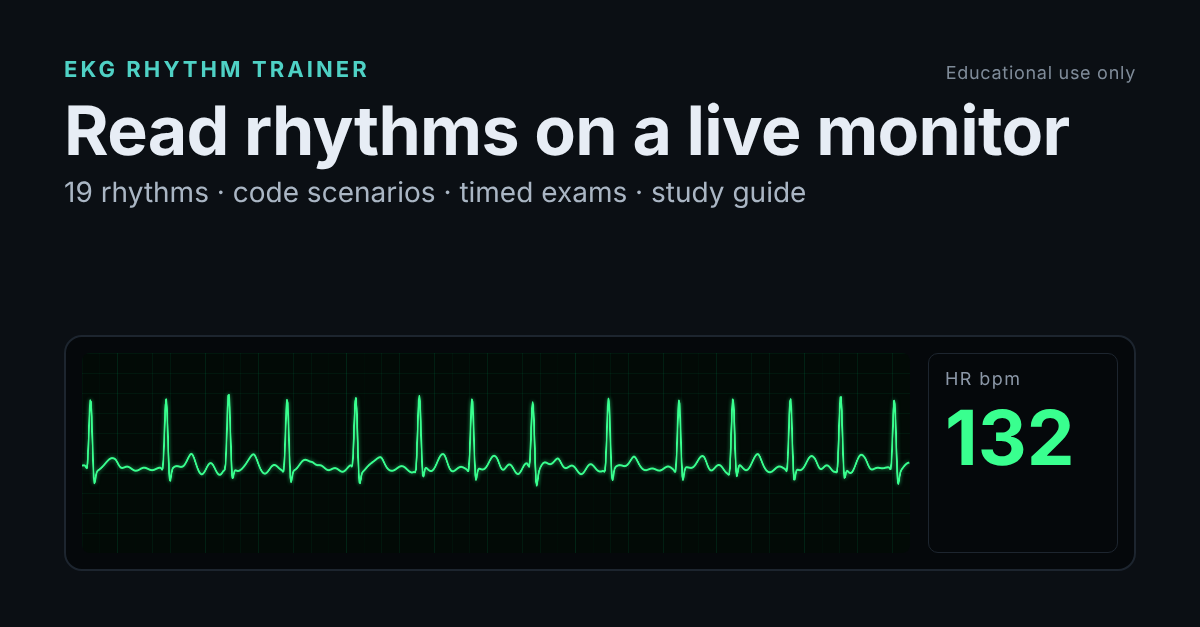 EKG RHYTHM TRAINER
Educational use only
Read rhythms on a live monitor
19 rhythms · code scenarios · timed exams · study guide
HR bpm
132